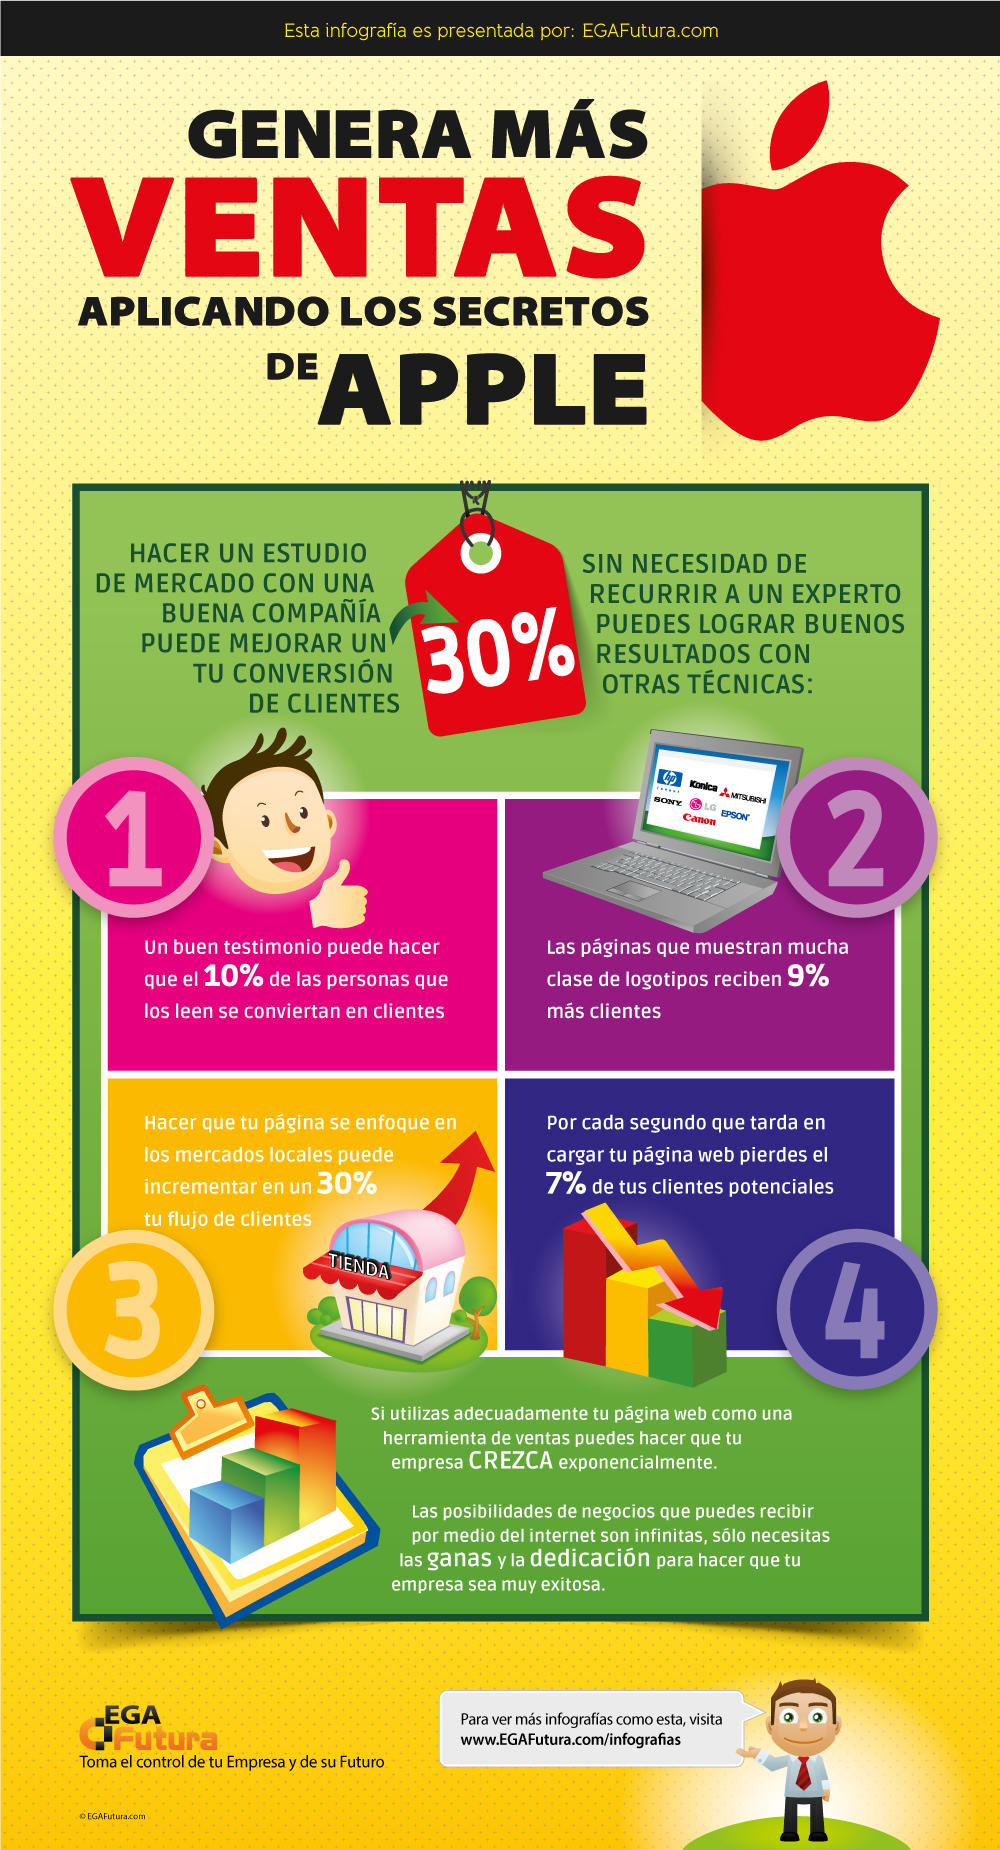 Esta infografía es presentada por: EGAFutura.com
GENERA MÁS
VENTAS
APLICANDO LOS SECRETOS
DE APPLE
HACER UN ESTUDIO
DE MERCADO CON UNA
BUENA COMPAÑÍA
PUEDE MEJORAR UN
TU CONVERSIÓN
DE CLIENTES
30%
SIN NECESIDAD DE
RECURRIR A UN EXPERTO
PUEDES LOGRAR BUENOS
RESULTADOS CON
OTRAS TÉCNICAS:
1
Un buen testimonio puede hacer
que el 10% de las personas que
los leen se conviertan en clientes
2
hp
invent
Konica
MITSUBISHI
SONY
LG
EPSON
Canon
Las páginas que muestran mucha
clase de logotipos reciben 9%
más clientes
3
Hacer que tu página se enfoque en
los mercados locales puede
incrementar en un 30%
tu flujo de clientes
TIENDA
4
Por cada segundo que tarda en
cargar tu página web pierdes el
7% de tus clientes potenciales
Si utilizas adecuadamente tu página web como una
herramienta de ventas puedes hacer que tu
empresa CREZCA exponencialmente.
Las posibilidades de negocios que puedes recibir
por medio del internet son infinitas, sólo necesitas
las ganas y la dedicación para hacer que tu
empresa sea muy exitosa.
EGA
Futura
Toma el control de tu Empresa y de su Futuro
Para ver más infografías como esta, visita
www.EGAFutura.com/infografias
© EGAFutura.com